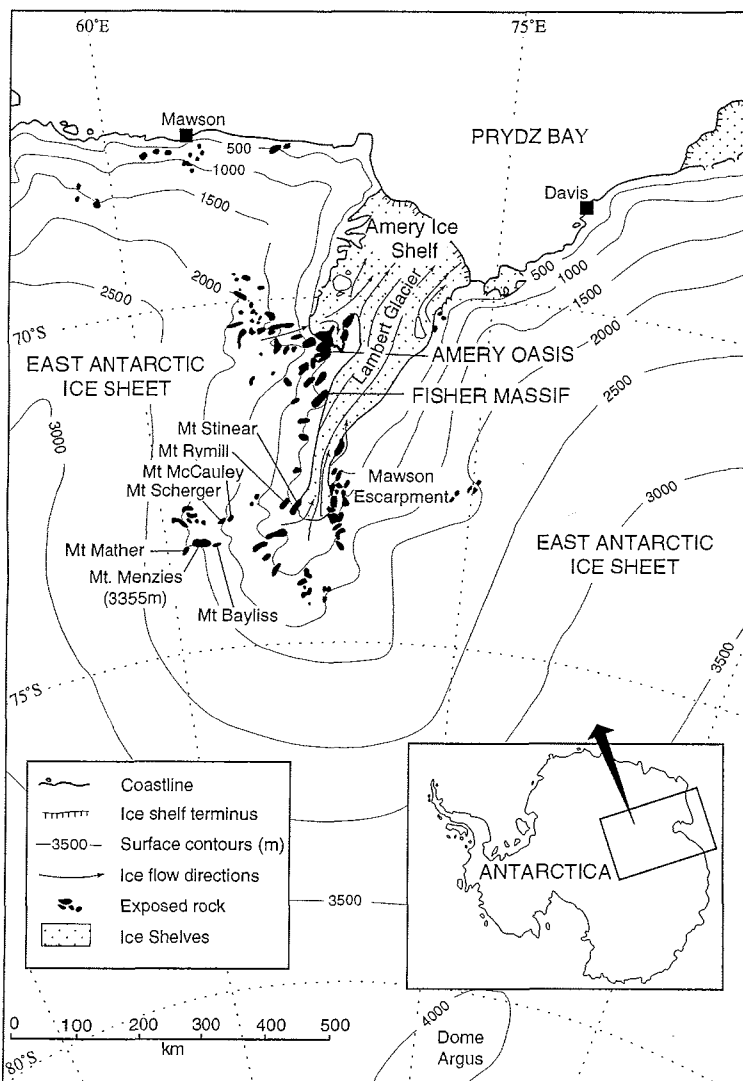 60°E
75°E
Mawson
PRYDZ BAY
500
1000
Davis
1500
Amery Ice
Shelf
500
1000
2000
1500
2500
2000
70°S
Lambert Glacier
EAST ANTARCTIC
ICE SHEET
AMERY OASIS
2500
FISHER MASSIF
3000
Mt Stinear
Mt Rymill
Mt McCauley
Mt Scherger
Mawson
Escarpment
3000
EAST ANTARCTIC
ICE SHEET
Mt Mather
Mt. Menzies
(3355m)
Mt Bayliss
3500
75°S
Coastline
Ice shelf terminus
3500 Surface contours (m)
Ice flow directions
Exposed rock
Ice Shelves
ANTARCTICA
3500
0 100 200 300 400 500
km
4000
Dome
Argus
80°S